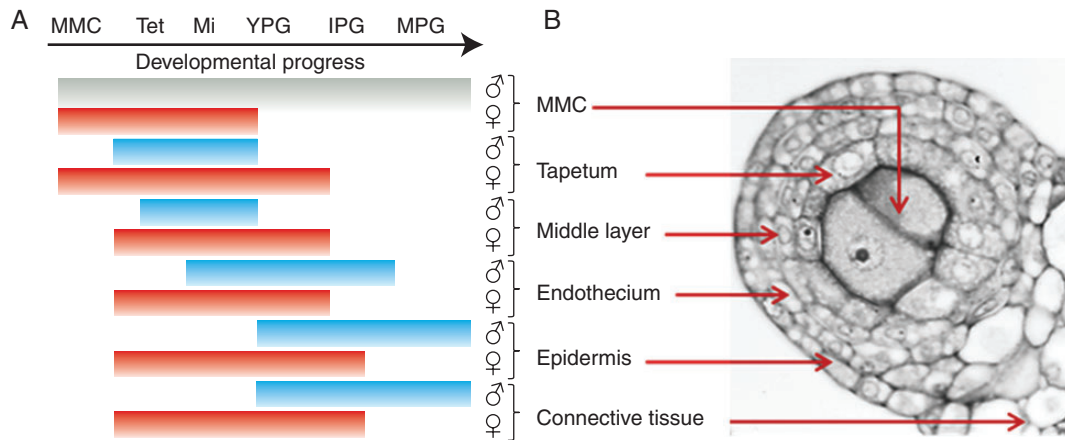 A
MMC Tet Mi YPG IPG MPG
Developmental progress
♂
♀
♂
♀
♂
♀
♂
♀
♂
♀
♂
♀
B
MMC
Tapetum
Middle layer
Endothecium
Epidermis
Connective tissue